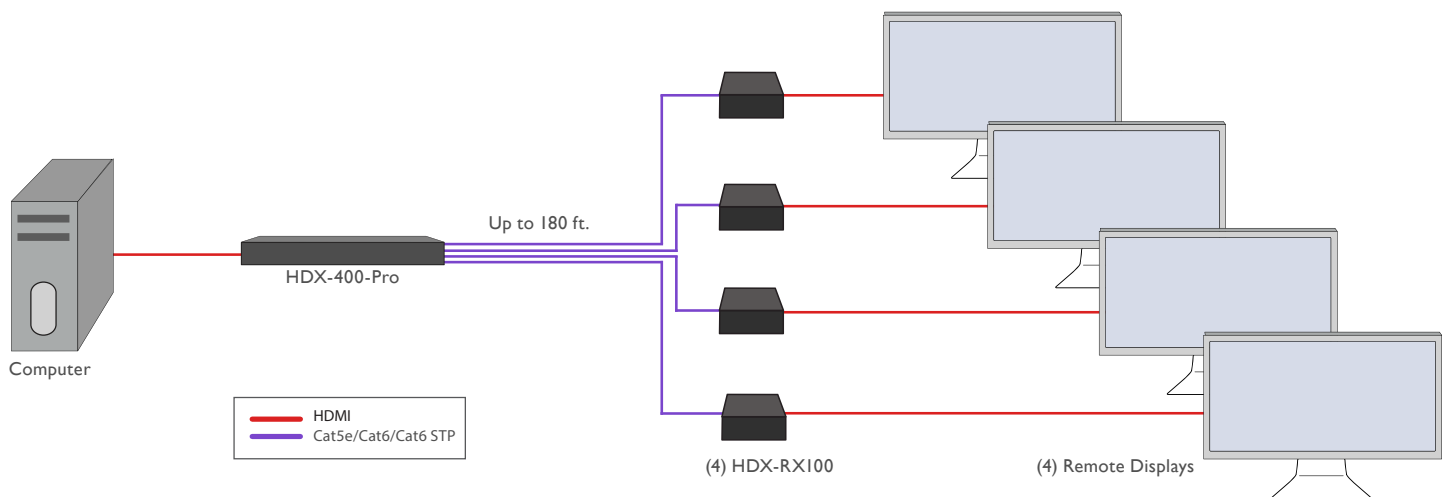 Up to 180 ft.
HDX-400-Pro
Computer
HDMI
Cat5e/Cat6/Cat6 STP
(4) HDX-RX100
(4) Remote Displays